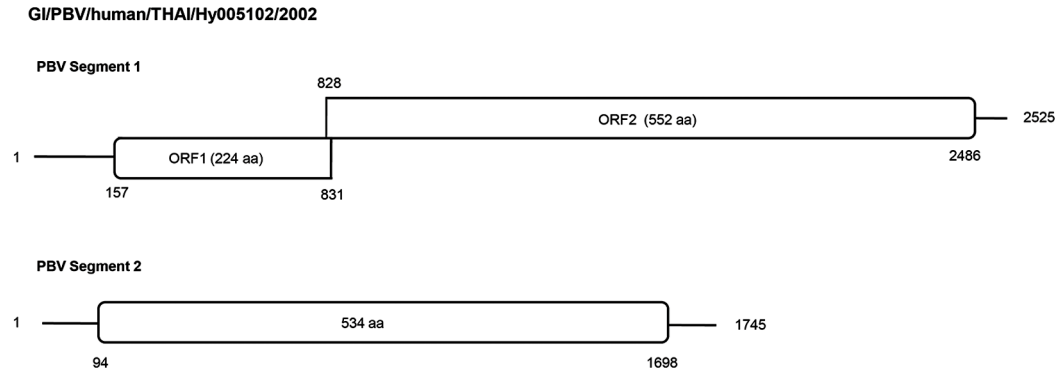 GI/PBV/human/THAI/Hy005102/2002
PBV Segment 1
828
ORF2 (552 aa)
2525
1
ORF1 (224 aa)
2486
157
831
PBV Segment 2
1
534 aa
1745
94
1698